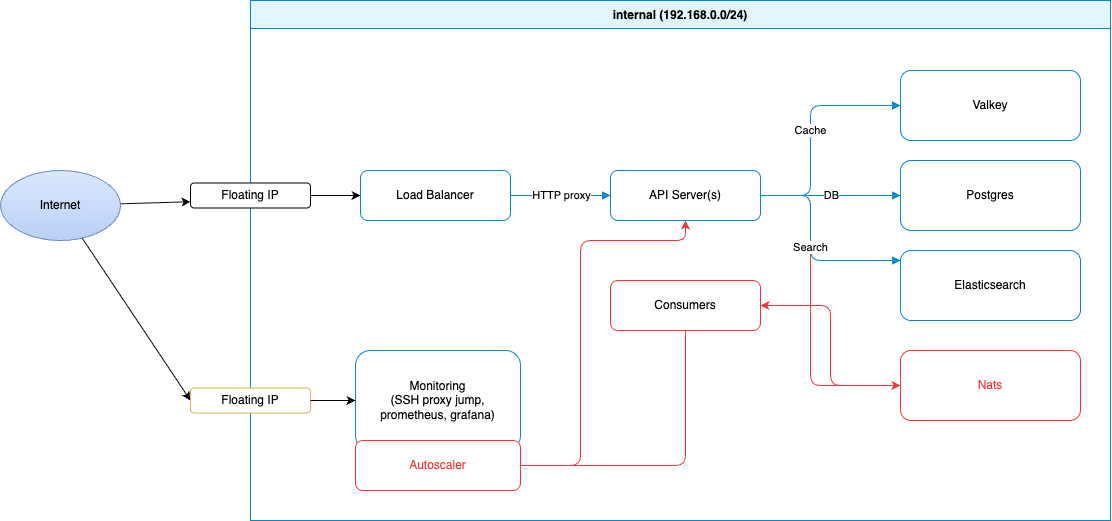 internal (192.168.0.0/24)
Valkey
Cache
Internet
Floating IP
Load Balancer
HTTP proxy
API Server(s)
DB
Postgres
Search
Elasticsearch
Consumers
Floating IP
Monitoring
(SSH proxy jump,
prometheus, grafana)
Nats
Autoscaler